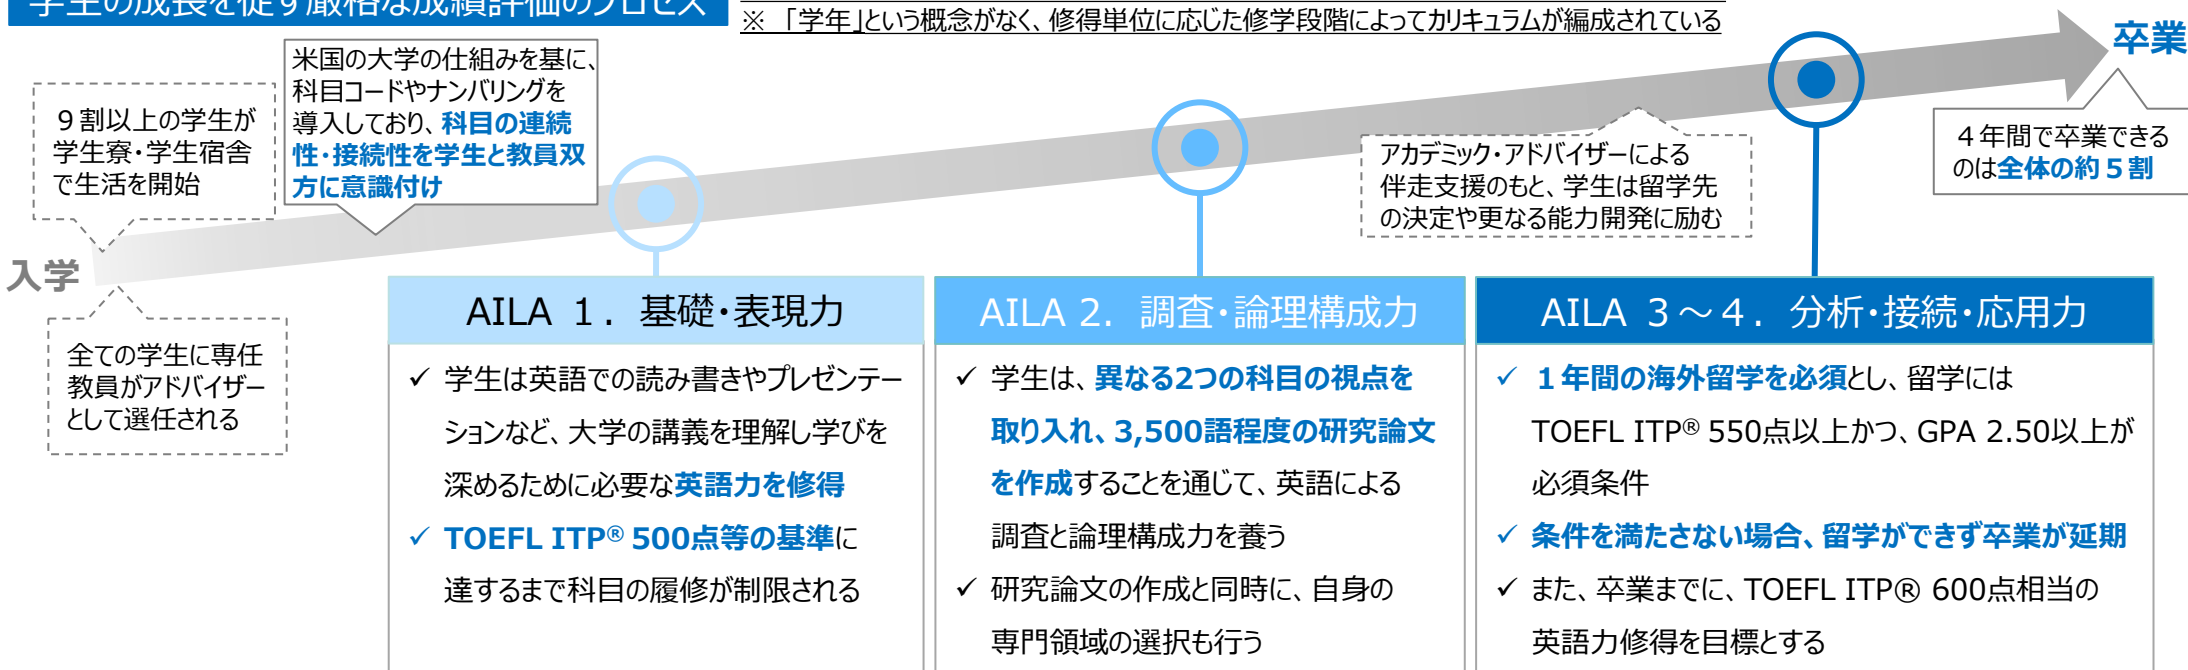 学生の成長を促す厳格な成績評価のプロセス
※ 「学年」という概念がなく、修得単位に応じた修学段階によってカリキュラムが編成されている
卒業
米国の大学の仕組みを基に、
科目コードやナンバリングを
導入しており、科目の連続
性・接続性を学生と教員双
方に意識付け
９割以上の学生が
学生寮・学生宿舎
で生活を開始
アカデミック・アドバイザーによる
伴走支援のもと、学生は留学先
の決定や更なる能力開発に励む
４年間で卒業できる
のは全体の約５割
入学
全ての学生に専任
教員がアドバイザー
として選任される
AILA １．基礎・表現力
✓ 学生は英語での読み書きやプレゼンテー
ションなど、大学の講義を理解し学びを
深めるために必要な英語力を修得
✓ TOEFL ITP® 500点等の基準に
達するまで科目の履修が制限される
AILA 2．調査・論理構成力
✓ 学生は、異なる2つの科目の視点を
取り入れ、3,500語程度の研究論文
を作成することを通じて、英語による
調査と論理構成力を養う
✓ 研究論文の作成と同時に、自身の
専門領域の選択も行う
AILA ３～４．分析・接続・応用力
✓ １年間の海外留学を必須とし、留学には
TOEFL ITP® 550点以上かつ、GPA 2.50以上が
必須条件
✓ 条件を満たさない場合、留学ができず卒業が延期
✓ また、卒業までに、TOEFL ITP® 600点相当の
英語力修得を目標とする